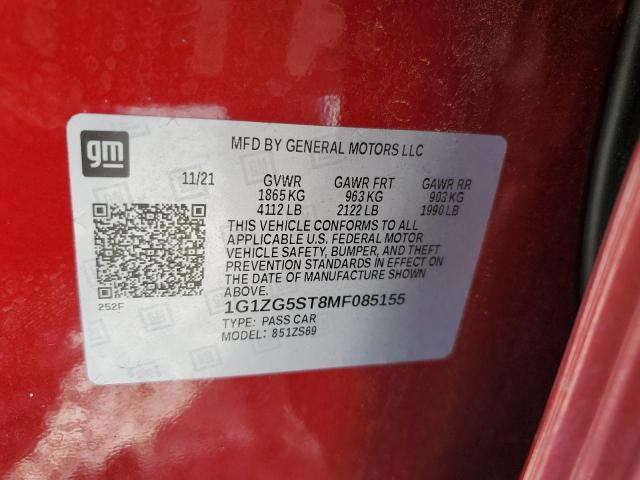 gm
MFD BY GENERAL MOTORS LLC
11/21 GVWR GAWR FRT GAWR RR
1865 KG 963 KG 903 KG
4112 LB 2122 LB 1990 LB
THIS VEHICLE CONFORMS TO ALL
APPLICABLE U.S. FEDERAL MOTOR
VEHICLE SAFETY, BUMPER, AND THEFT
PREVENTION STANDARDS IN EFFECT ON
THE DATE OF MANUFACTURE SHOWN
ABOVE.
252F
1G1ZG5ST8MF085155
TYPE: PASS CAR
MODEL: 851ZS69